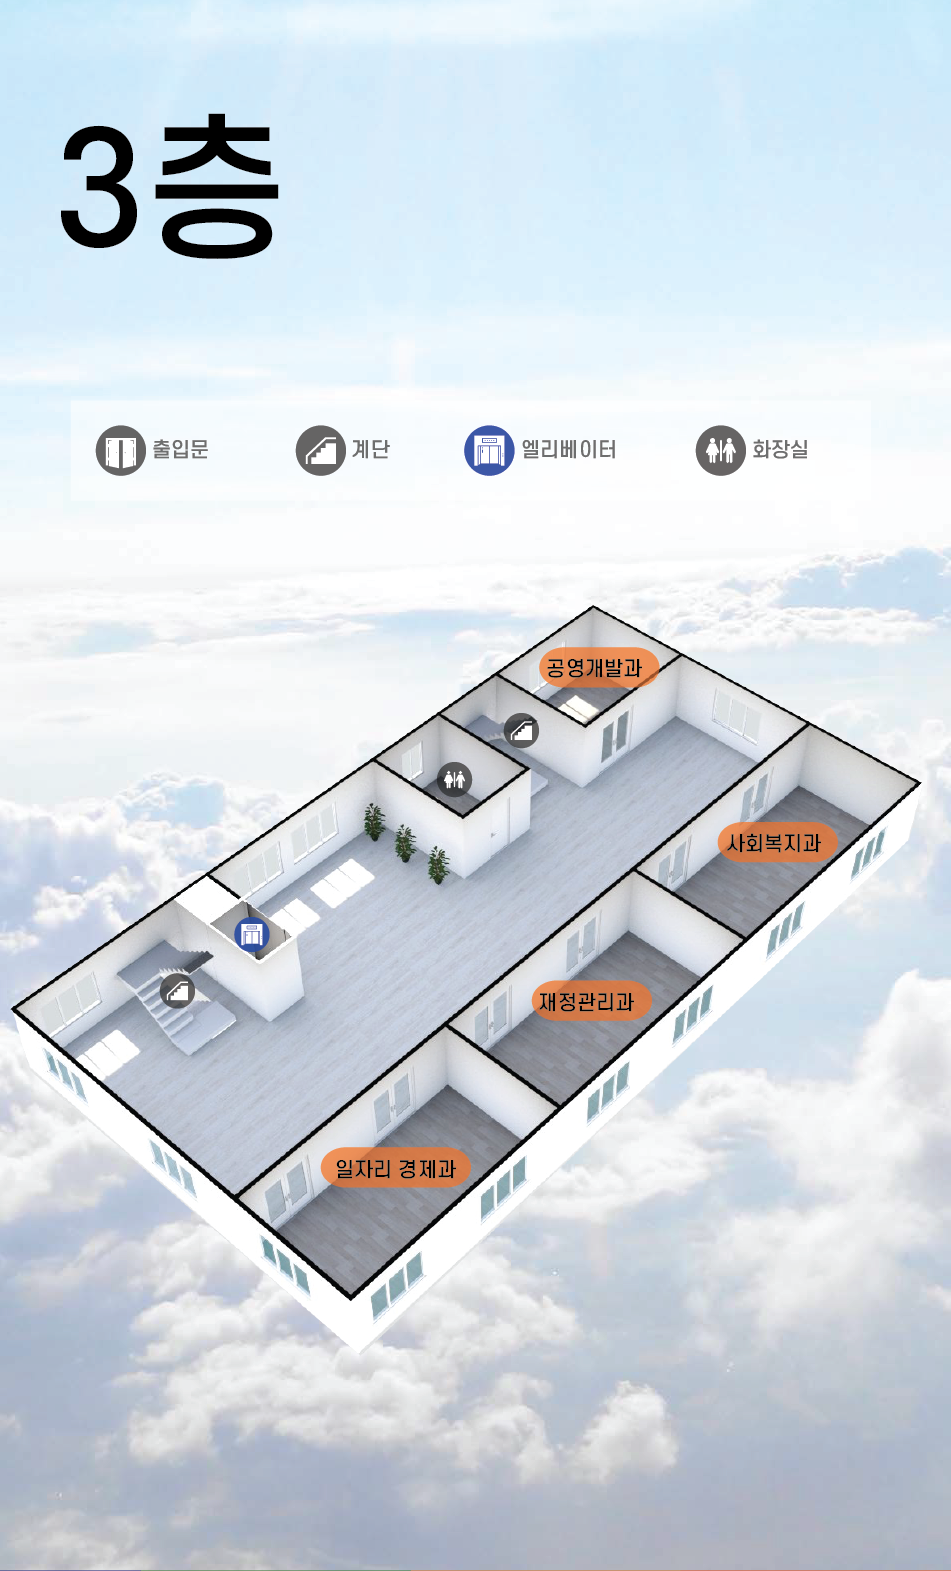 3층
출입문
계단
엘리베이터
화장실
공영개발과
사회복지과
재정관리과
일자리 경제과